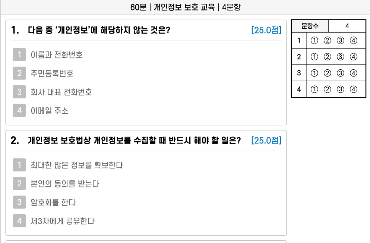 60분 | 개인정보 보호 교육 | 4문항
1. 다음 중 '개인정보'에 해당하지 않는 것은? [25.0점]
1 이름과 전화번호
2 주민등록번호
3 회사 대표 전화번호
4 이메일 주소
2. 개인정보 보호법상 개인정보를 수집할 때 반드시 해야 할 일은? [25.0점]
1 최대한 많은 정보를 확보한다
2 본인의 동의를 받는다
3 암호화를 한다
4 제3자에게 공유한다
문항수 4
1 ① ② ③ ④
2 ① ② ③ ④
3 ① ② ③ ④
4 ① ② ③ ④